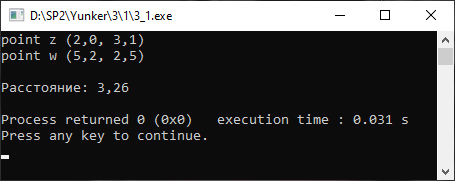 D:\SP2\Yunker\3\1\3_1.exe
point z (2,0, 3,1)
point w (5,2, 2,5)
Расстояние: 3,26
Process returned 0 (0x0)   execution time : 0.031 s
Press any key to continue.